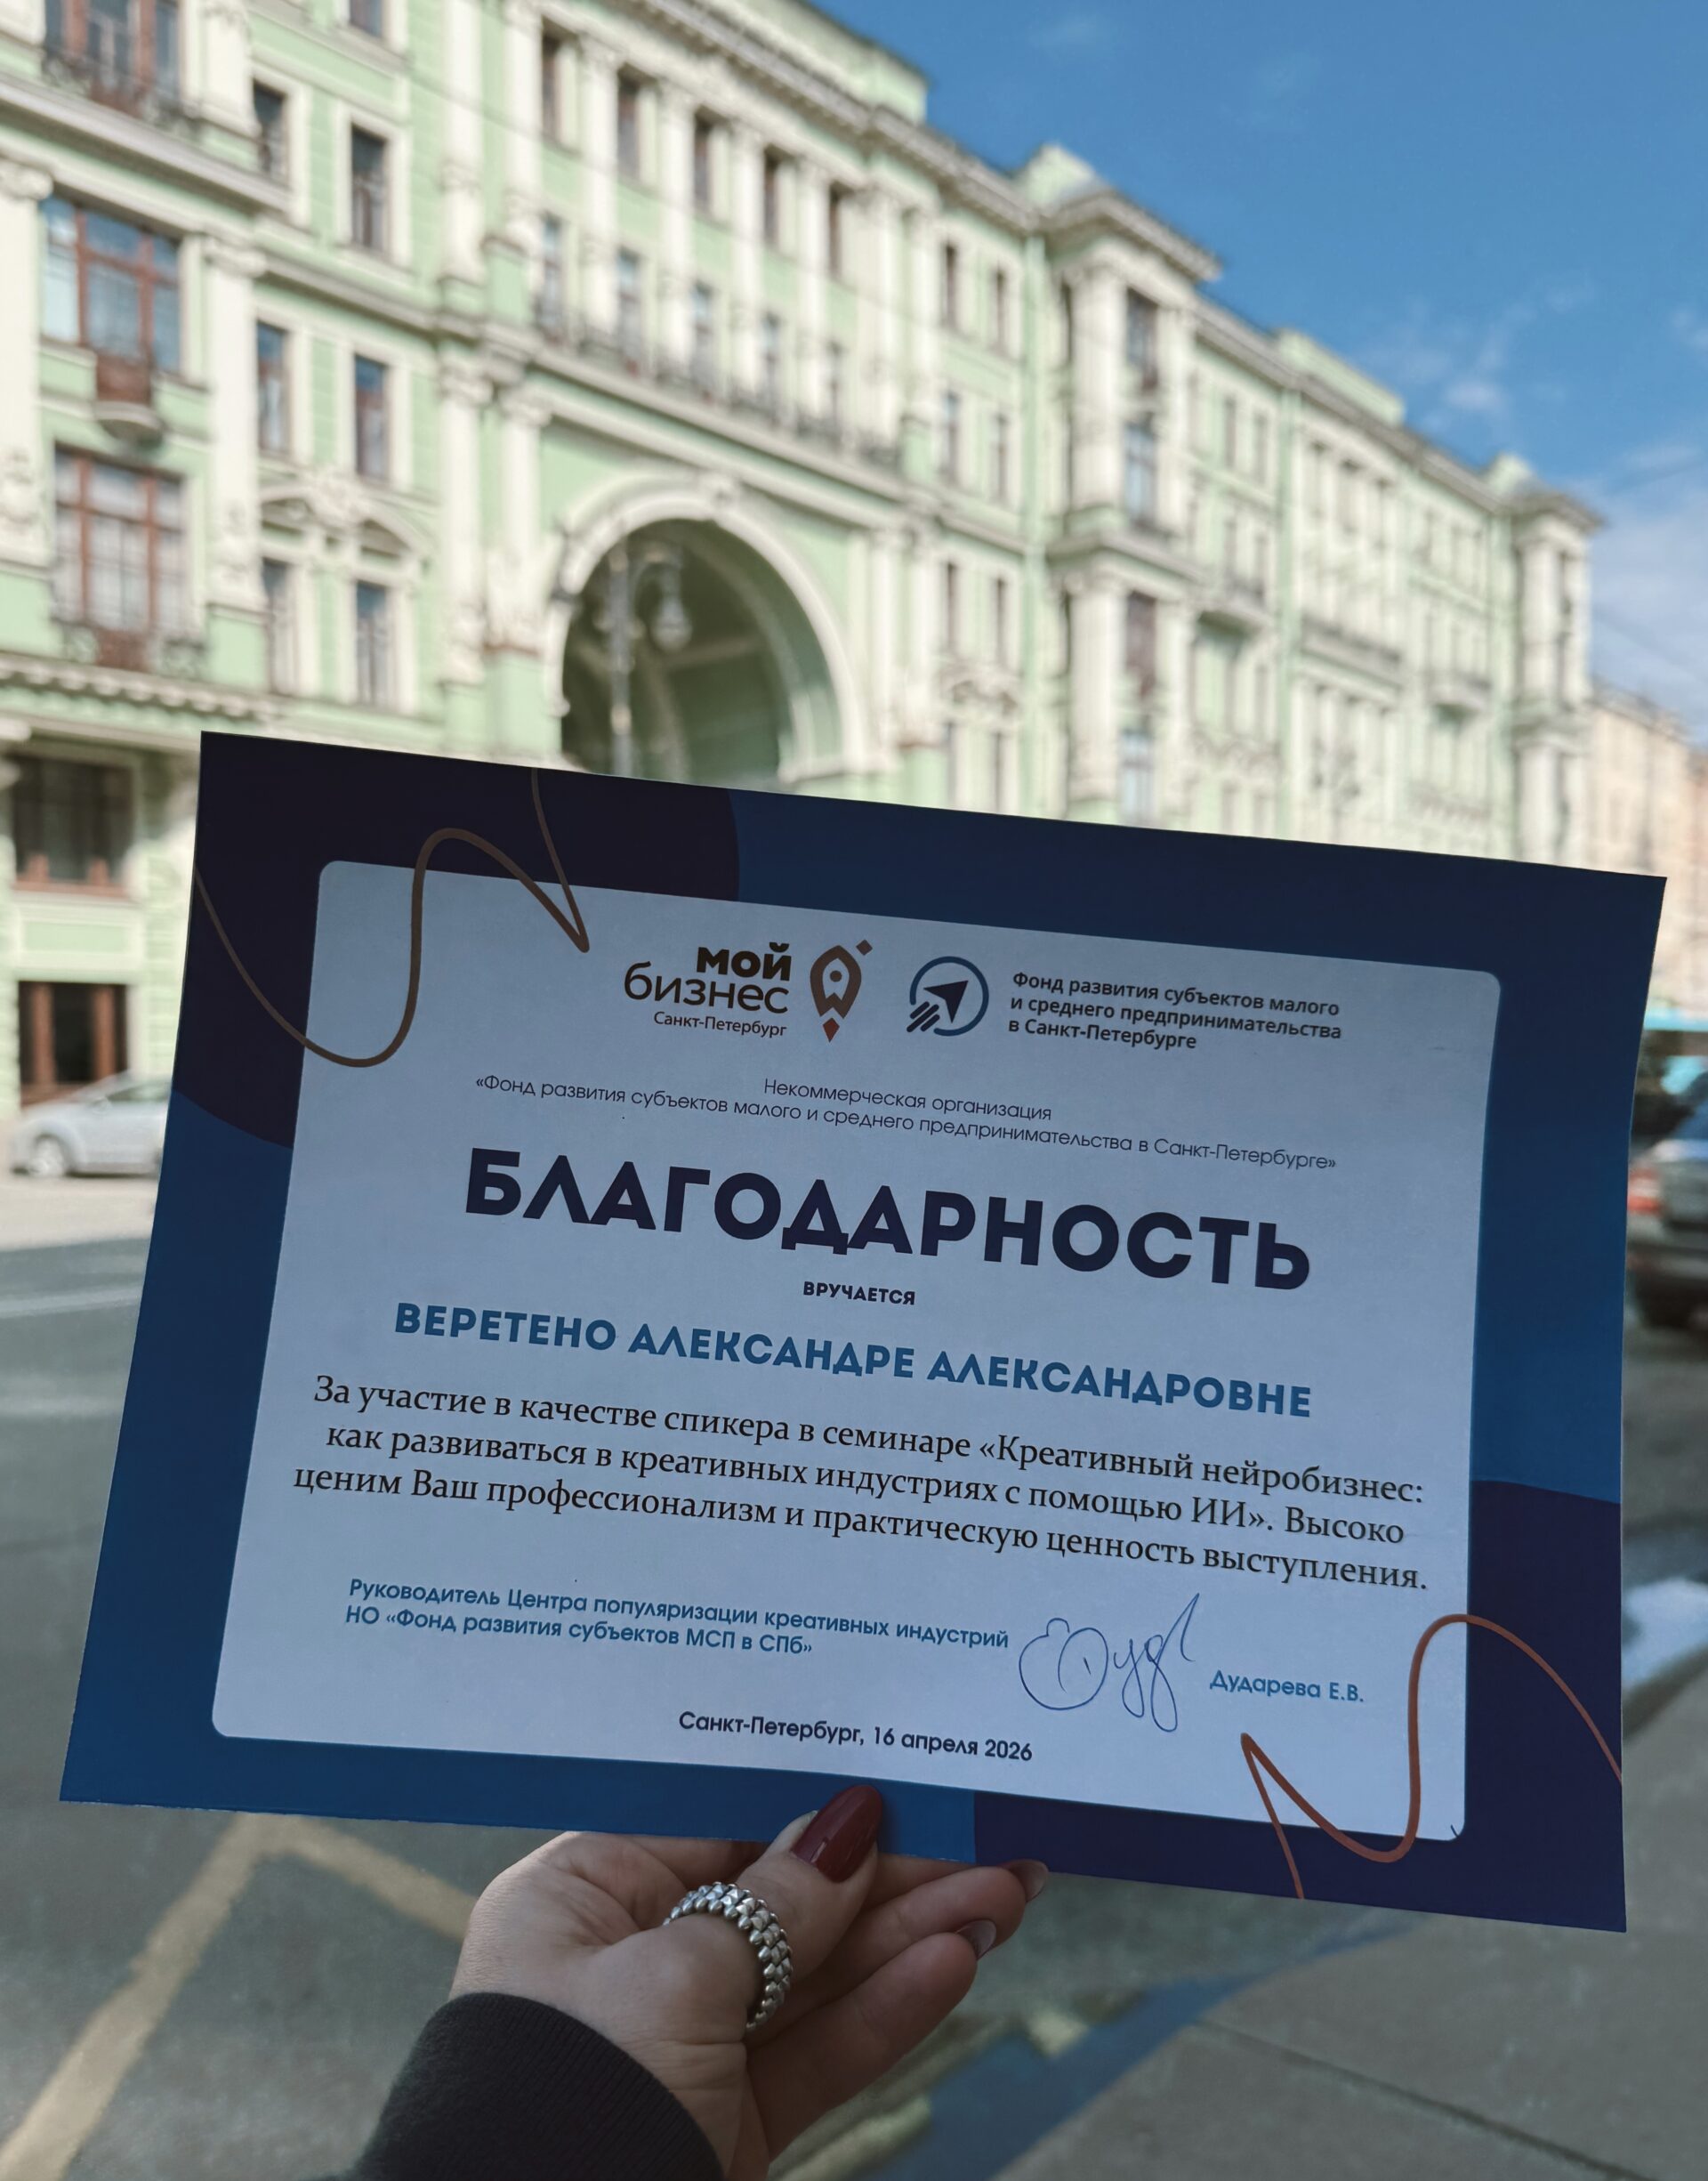 мой
бизнес
Санкт-Петербург
Фонд развития субъектов малого
и среднего предпринимательства
в Санкт-Петербурге
Некоммерческая организация
«Фонд развития субъектов малого и среднего предпринимательства в Санкт-Петербурге»
БЛАГОДАРНОСТЬ
ВРУЧАЕТСЯ
ВЕРЕТЕНО АЛЕКСАНДРЕ АЛЕКСАНДРОВНЕ
За участие в качестве спикера в семинаре «Креативный нейробизнес:
как развиваться в креативных индустриях с помощью ИИ». Высоко
ценим Ваш профессионализм и практическую ценность выступления.
Руководитель Центра популяризации креативных индустрий
НО «Фонд развития субъектов МСП в СПб»
Дударева Е.В.
Санкт-Петербург, 16 апреля 2026